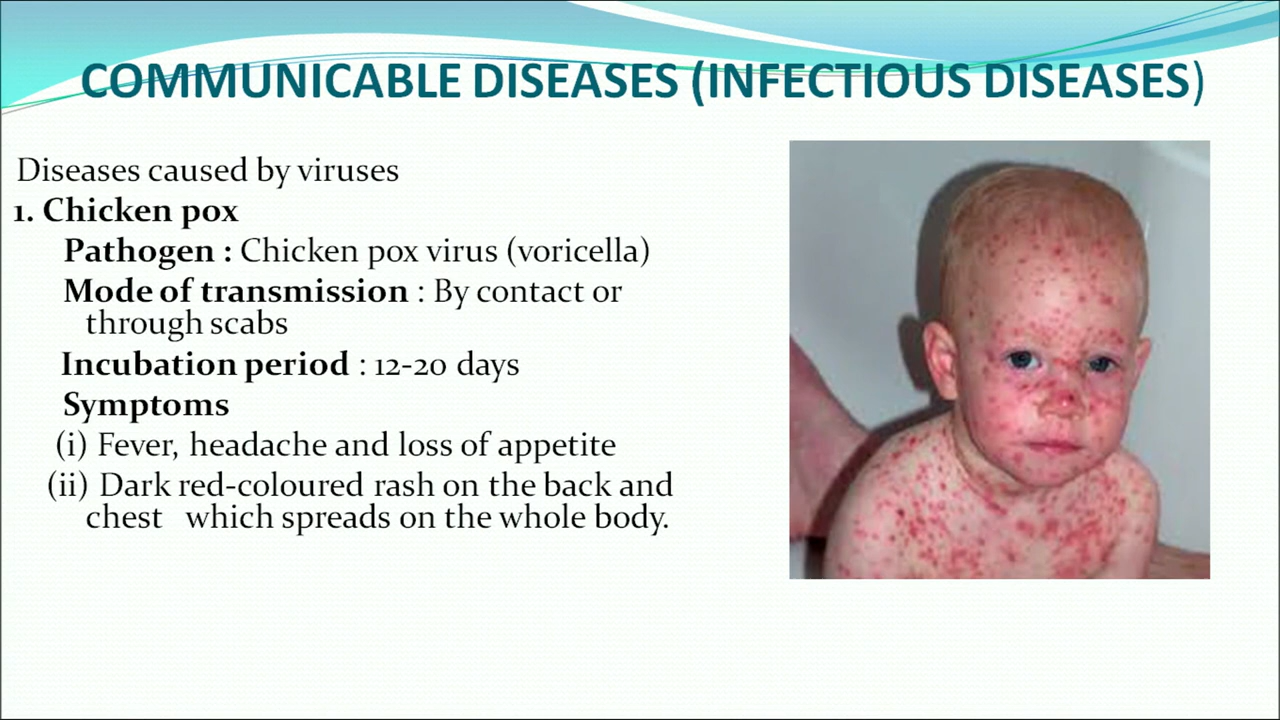 COMMUNICABLE DISEASES (INFECTIOUS DISEASES)
Diseases caused by viruses
1. Chicken pox
Pathogen : Chicken pox virus (voricella)
Mode of transmission : By contact or
through scabs
Incubation period : 12-20 days
Symptoms
(i) Fever, headache and loss of appetite
(ii) Dark red-coloured rash on the back and
chest which spreads on the whole body.